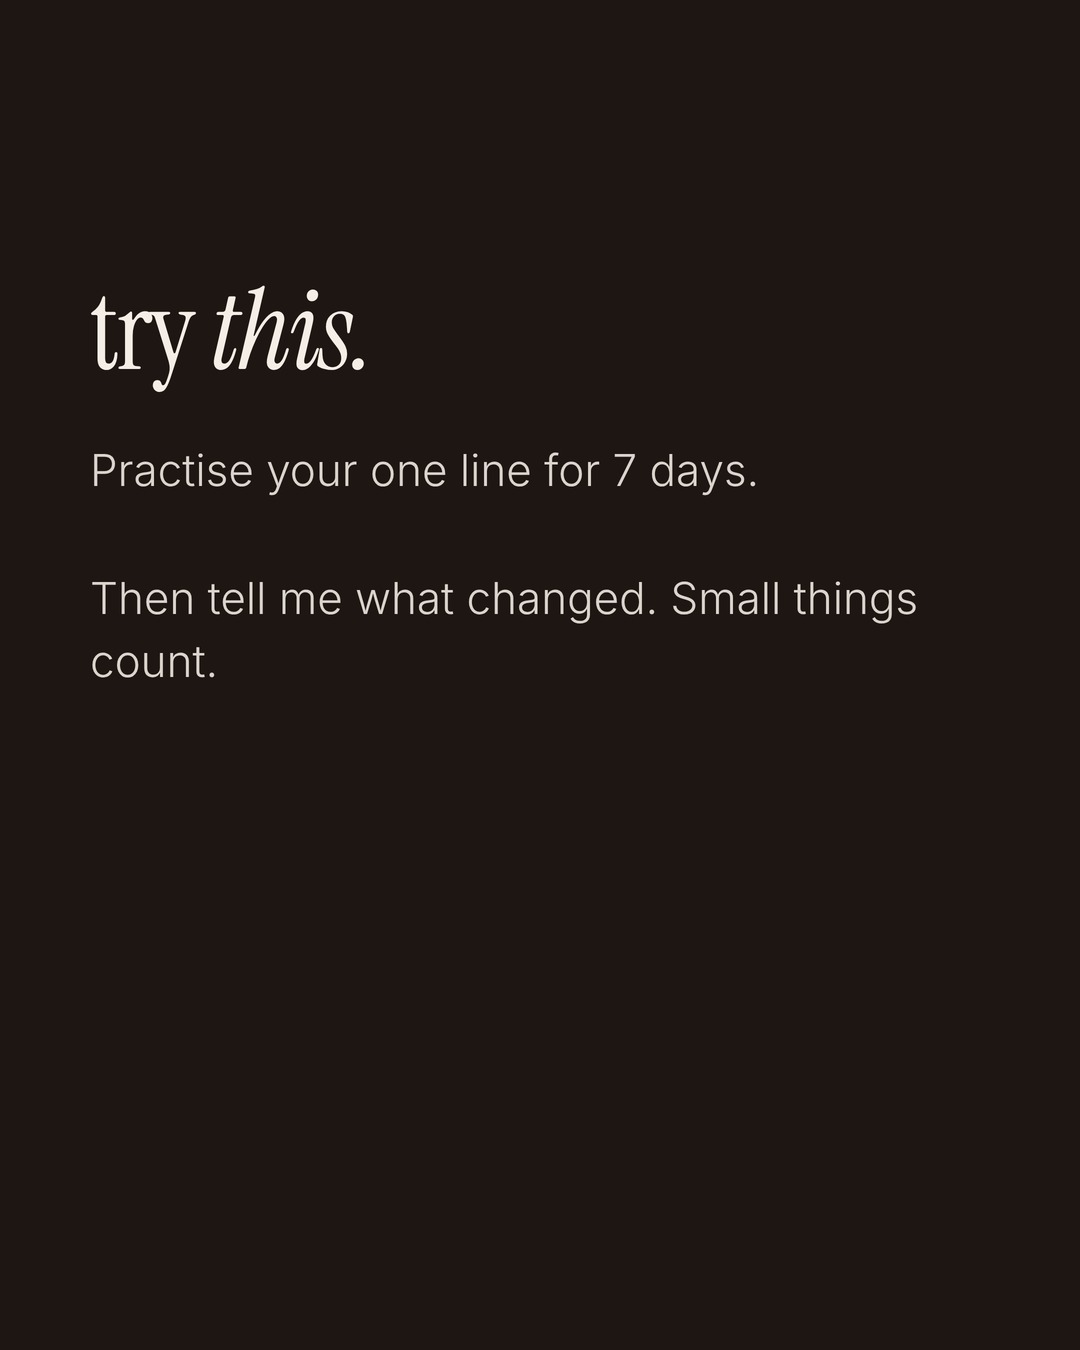 try this.
Practise your one line for 7 days.
Then tell me what changed. Small things
count.